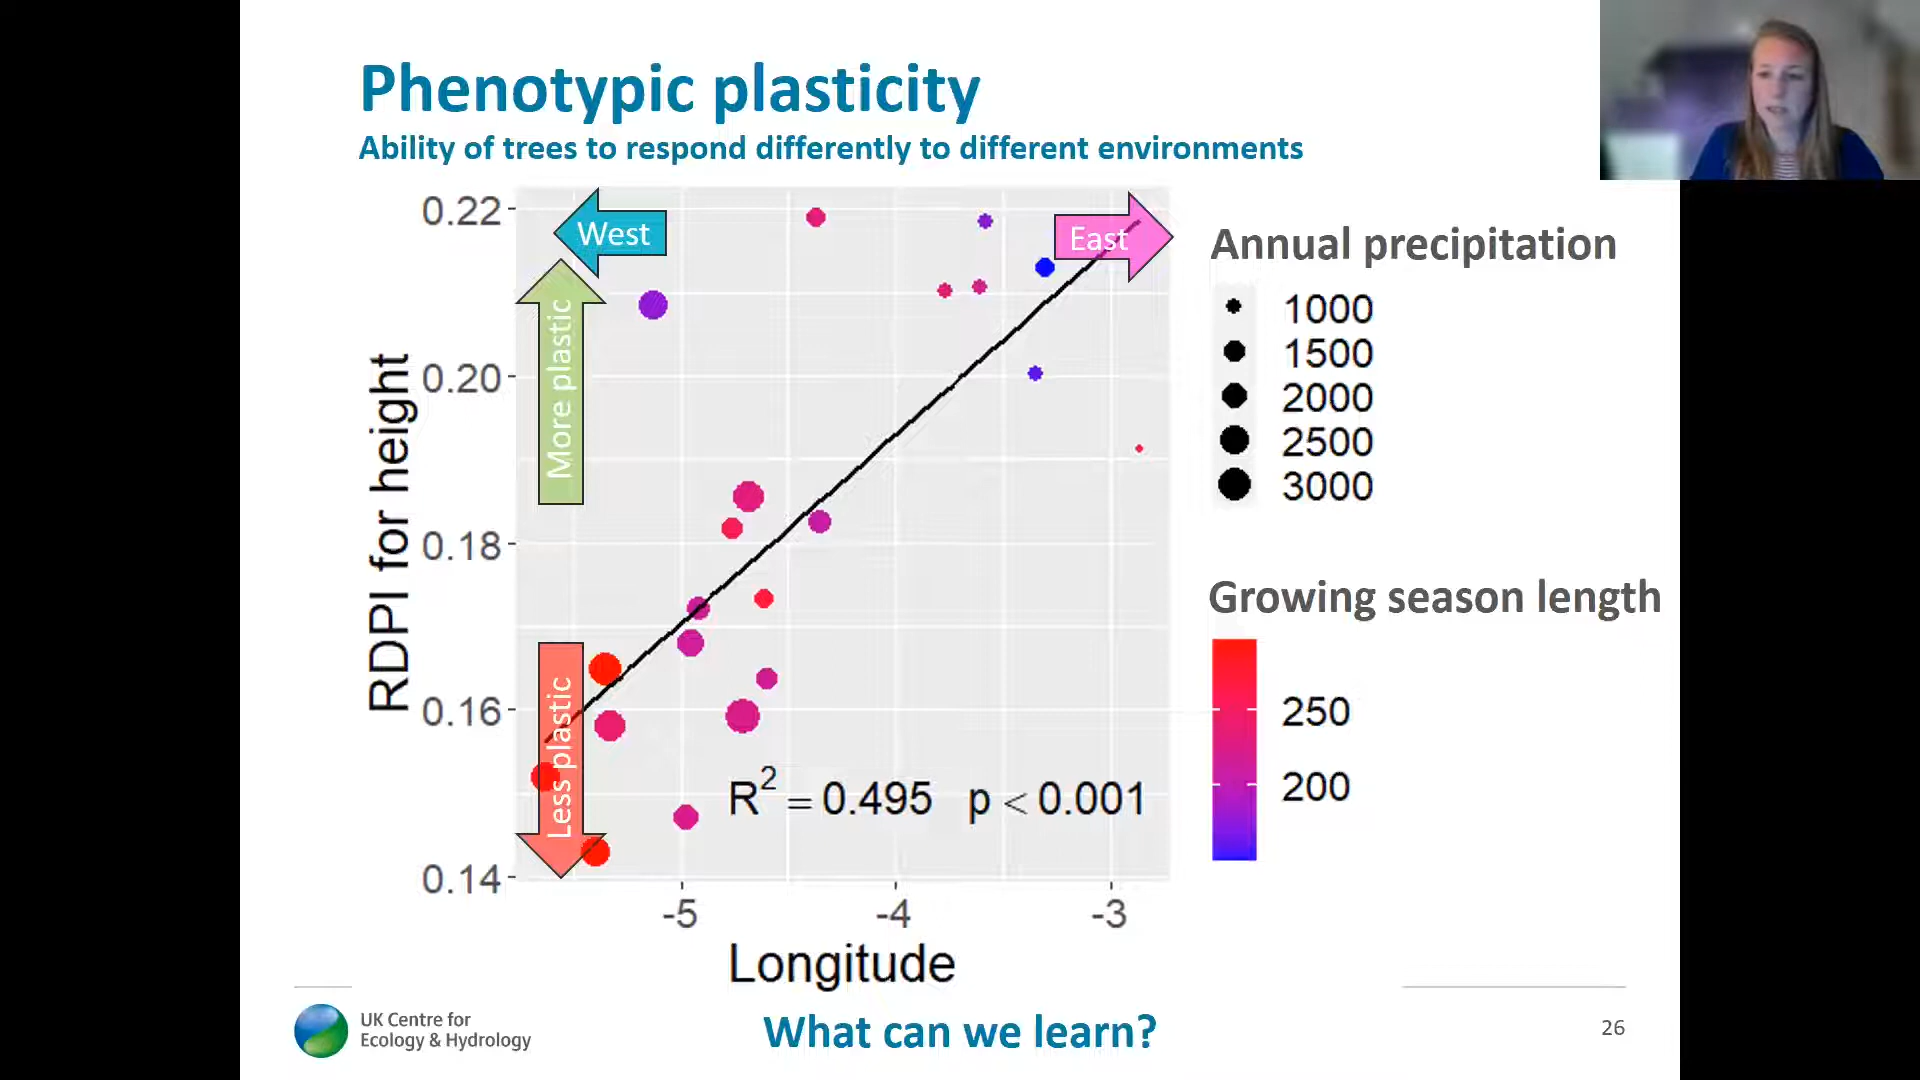 Phenotypic plasticity
Ability of trees to respond differently to different environments
0.22
0.20
0.18
0.16
0.14
RDPI for height
West
East
More plastic
Less plastic
R² = 0.495 p < 0.001
-5
-4
-3
Longitude
Annual precipitation
1000
1500
2000
2500
3000
Growing season length
250
200
UK Centre for
Ecology & Hydrology
What can we learn?
26